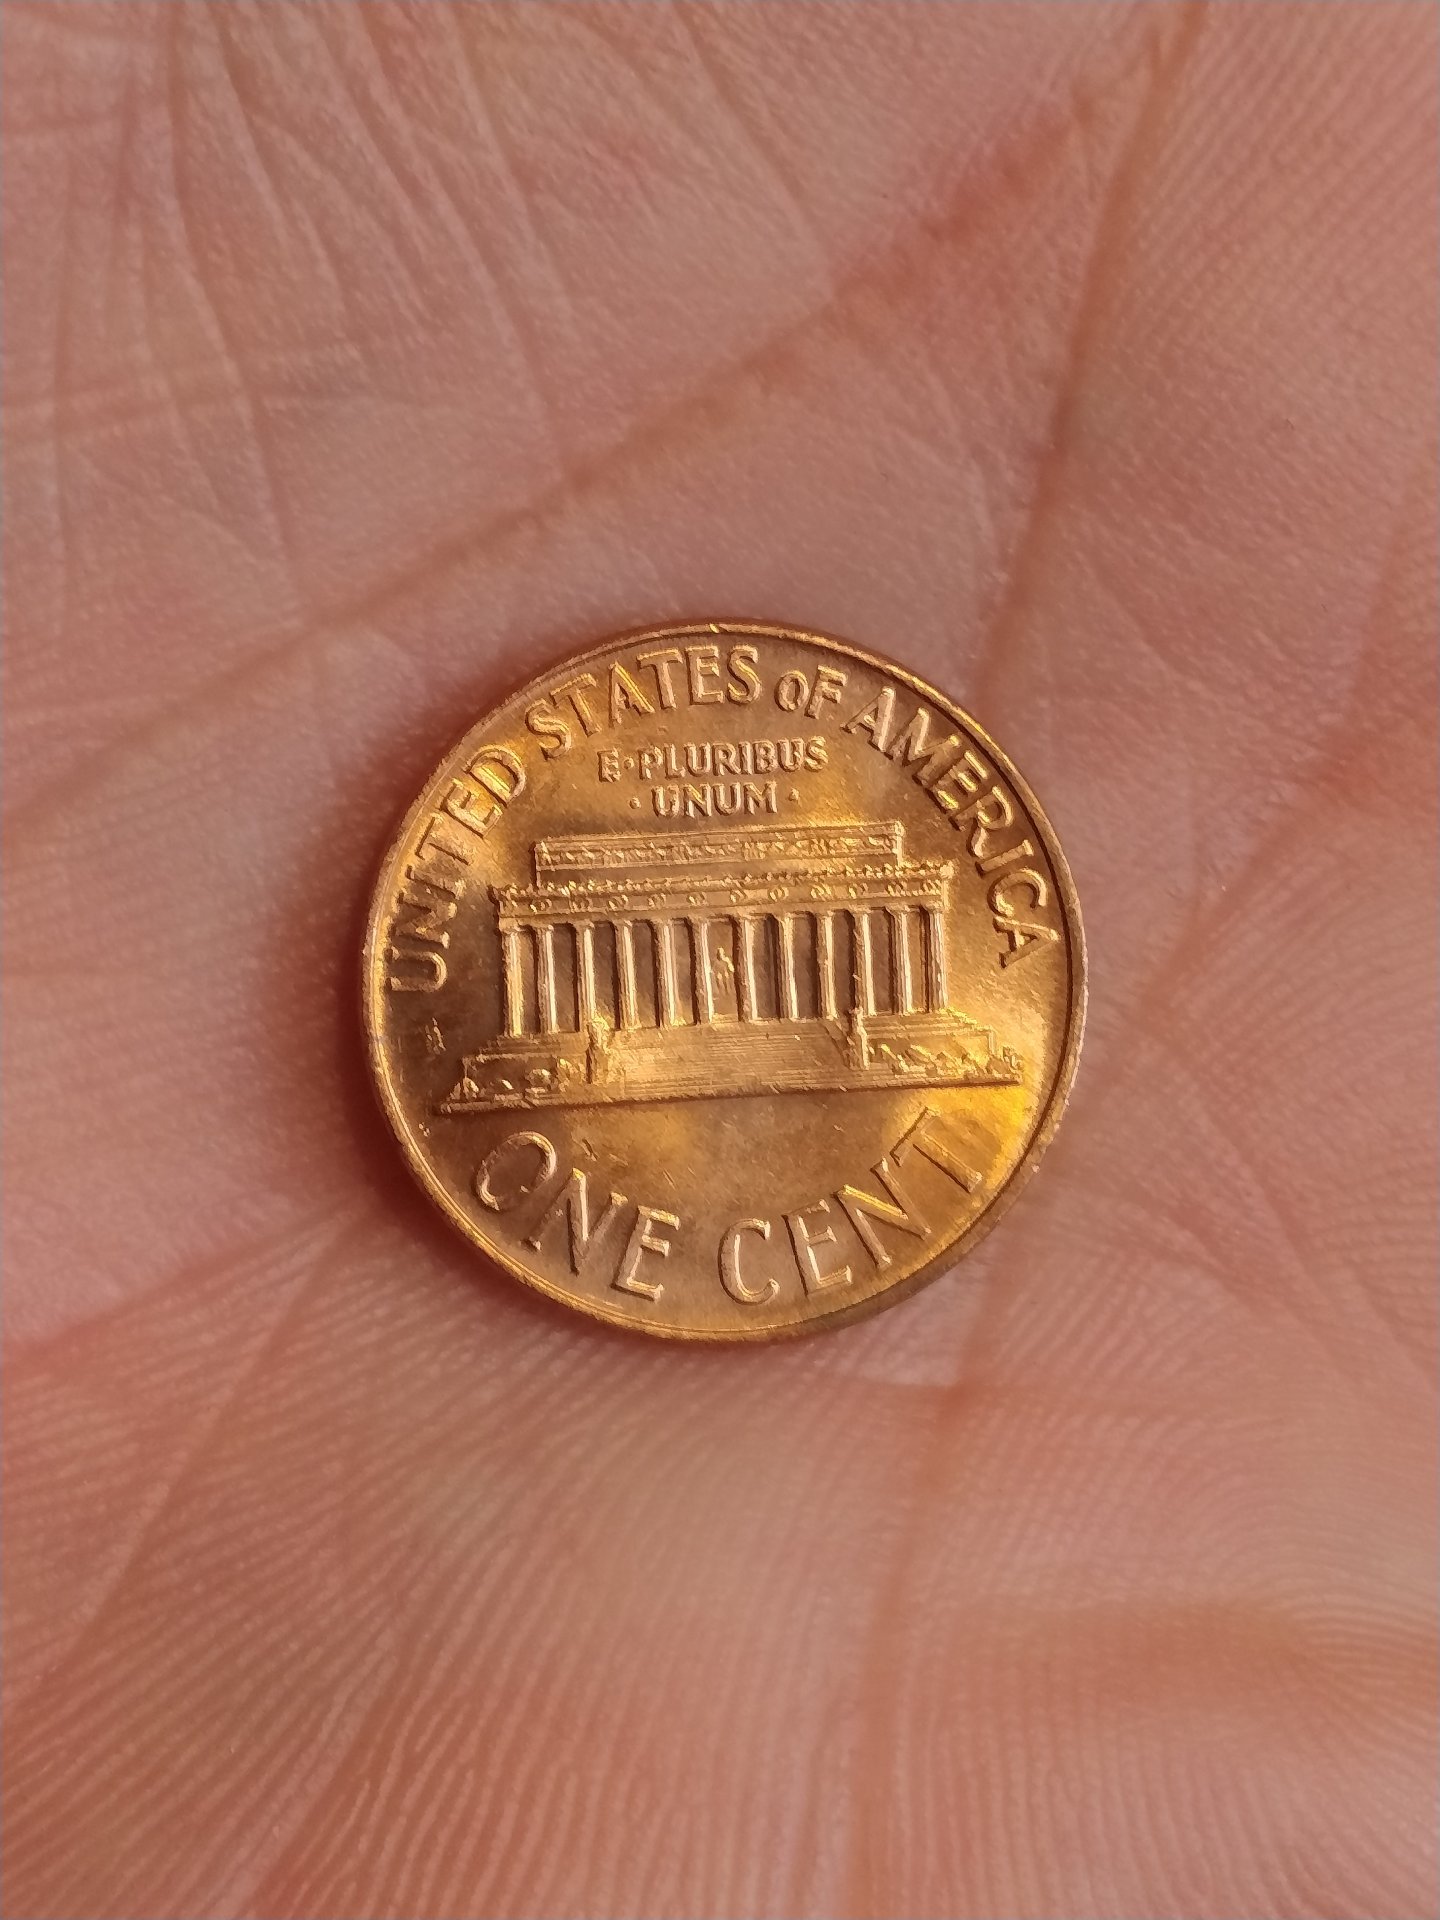 UNITED STATES OF AMERICA
E·PLURIBUS
·UNUM·
ONE CENT